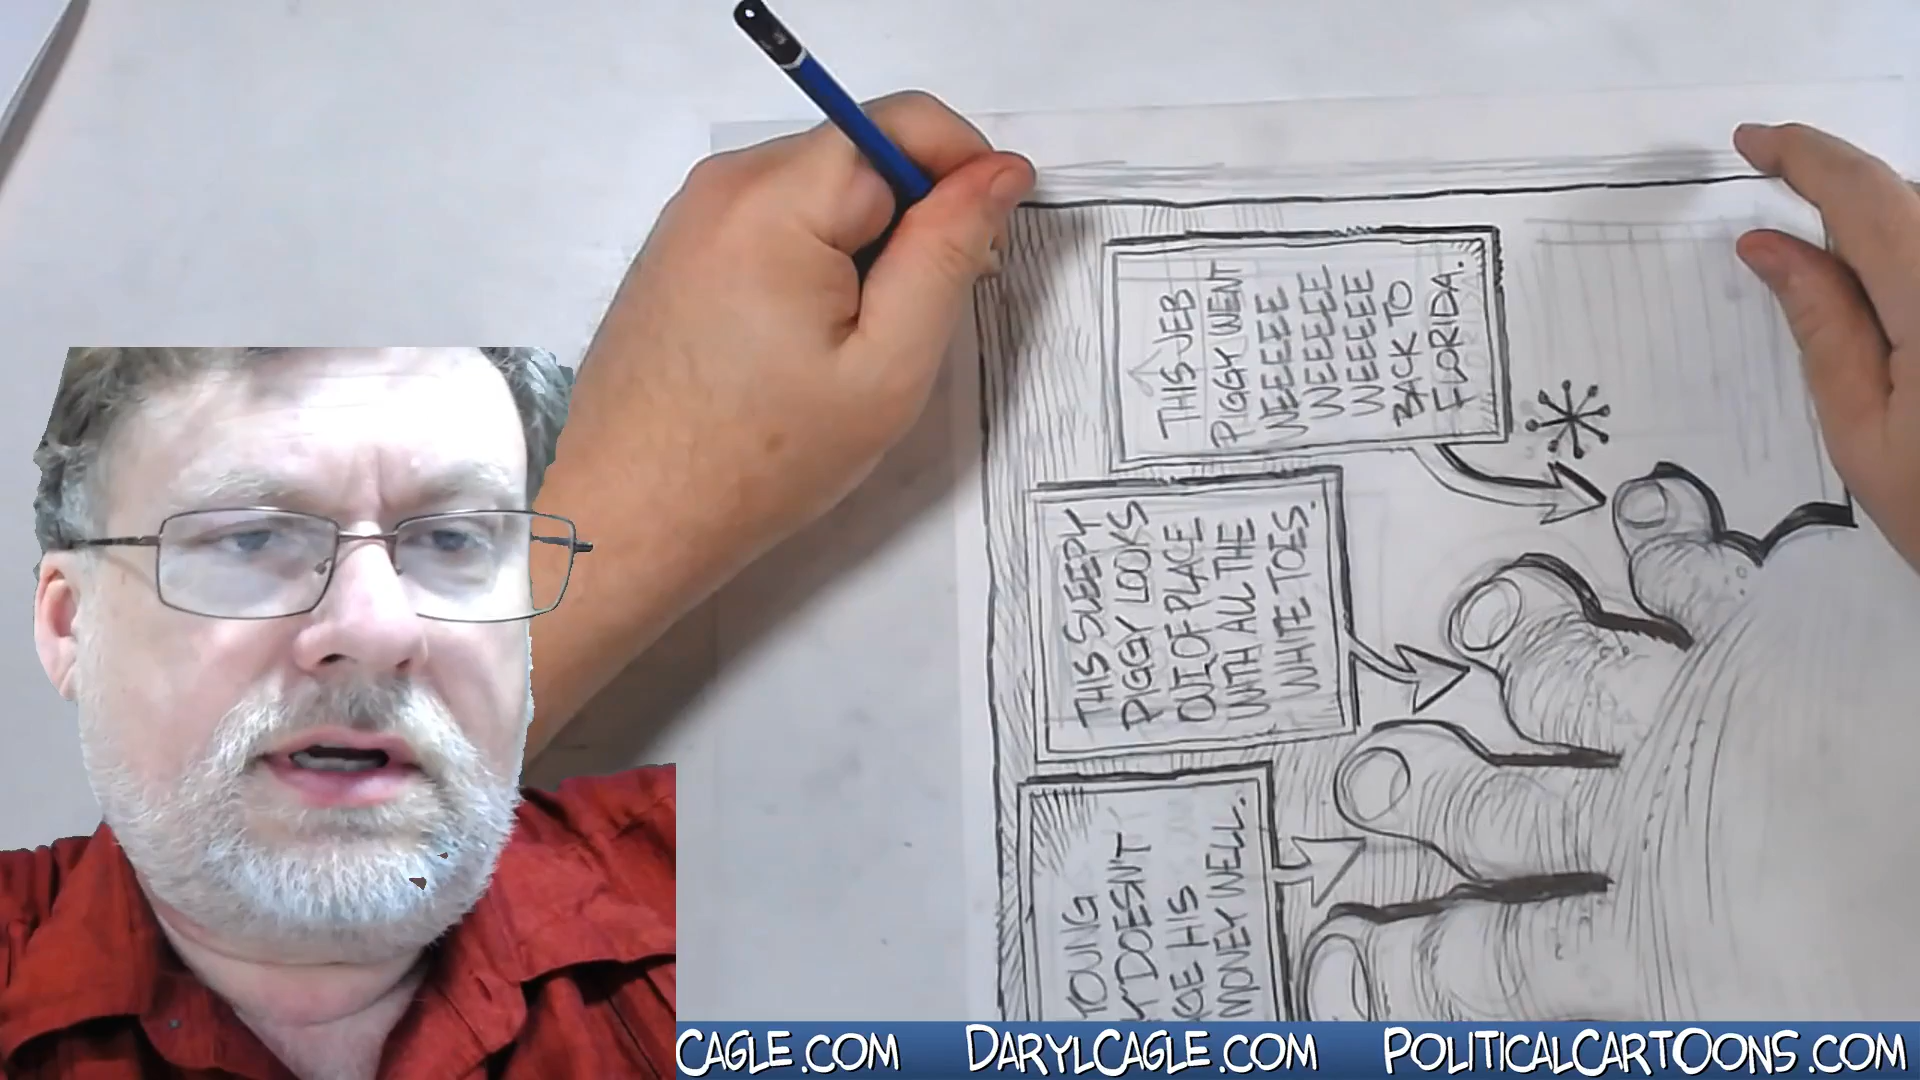 THIS JEB
PIGGY WENT
WEEEEE
WEEEEE
WEEEEE
BACK TO
FLORIDA.
THIS SLEEPY
PIGGY LOOKS
OUT OF PLACE
WITH ALL THE
WHITE TOES.
YOUNG
DOESN'T
HIS
MONEY WELL.
CAGLE.COM DARYLCAGLE.COM POLITICALCARTOONS.COM